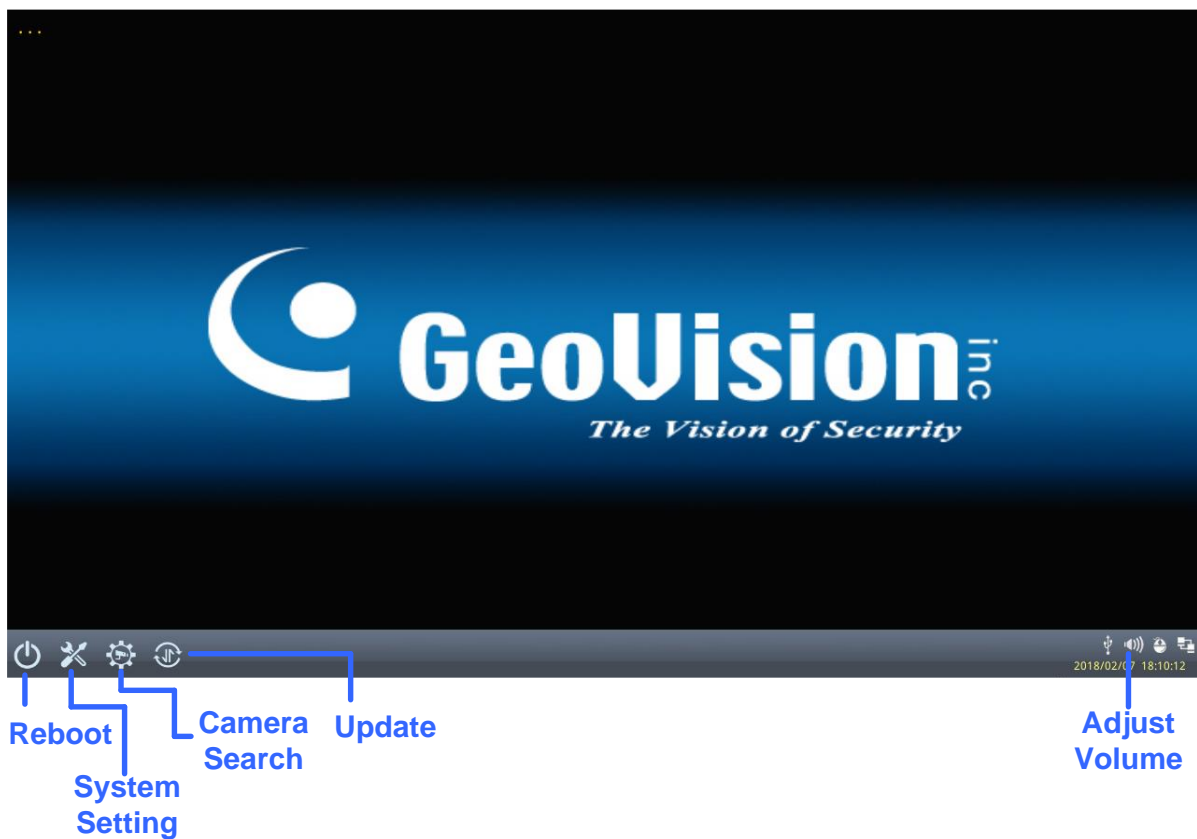 ...
GeoVision inc
The Vision of Security
2018/02/07 18:10:12
Reboot
System
Setting
Camera
Search
Update
Adjust
Volume